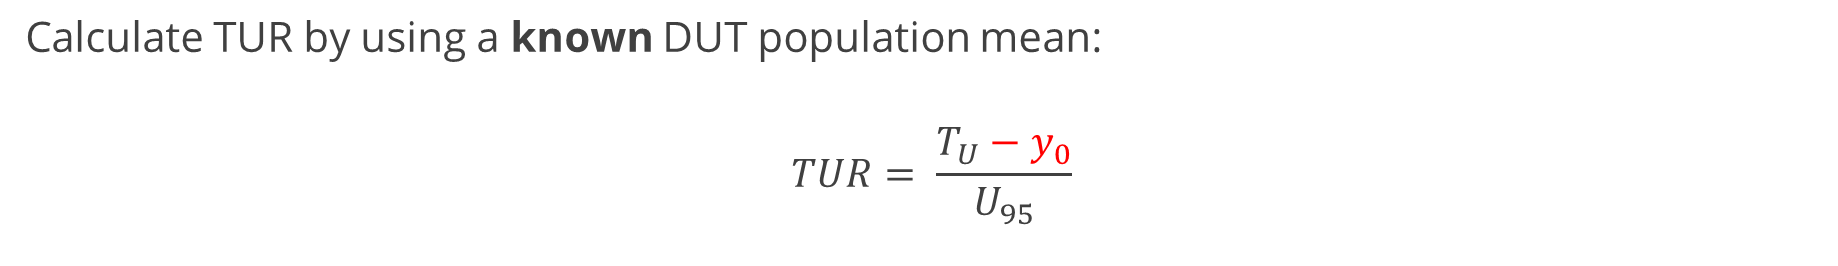 Calculate TUR by using a known DUT population mean:
TUR = (T_U − y_0) / U_95